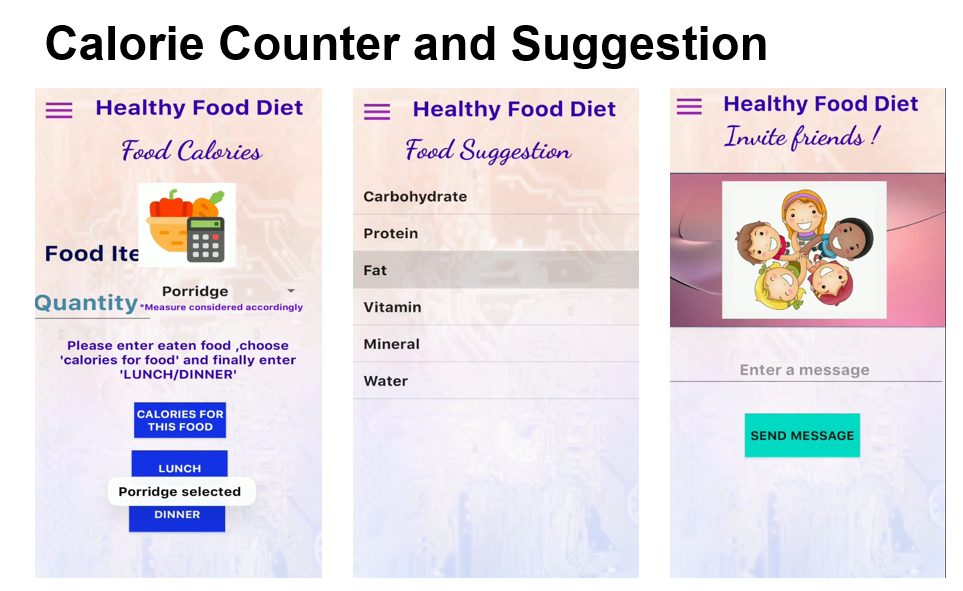 Calorie Counter and Suggestion
Healthy Food Diet
Food Calories
Food Ite
Porridge
Quantity
*Measure considered accordingly
Please enter eaten food ,choose
'calories for food' and finally enter
'LUNCH/DINNER'
CALORIES FOR
THIS FOOD
LUNCH
Porridge selected
DINNER
Healthy Food Diet
Food Suggestion
Carbohydrate
Protein
Fat
Vitamin
Mineral
Water
Healthy Food Diet
Invite friends !
Enter a message
SEND MESSAGE